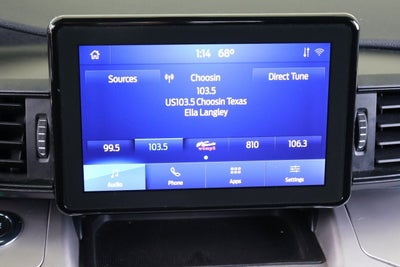 1:14 68°
Sources
Choosin
Direct Tune
103.5
US103.5 Choosin Texas
Ella Langley
99.5 103.5 810 106.3
Audio Phone Apps Settings